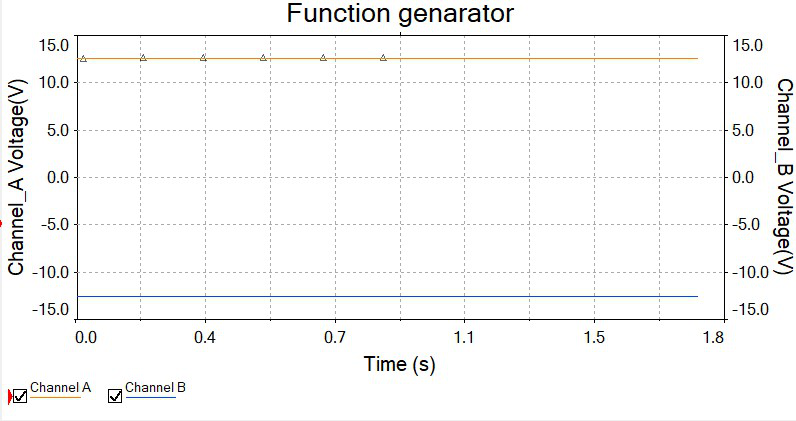 Function genarator
Channel_A Voltage(V)
15.0
10.0
5.0
0.0
-5.0
-10.0
-15.0
15.0
10.0
5.0
0.0
-5.0
-10.0
-15.0
Channel_B Voltage(V)
0.0 0.4 0.7 1.1 1.5 1.8
Time (s)
Channel A Channel B